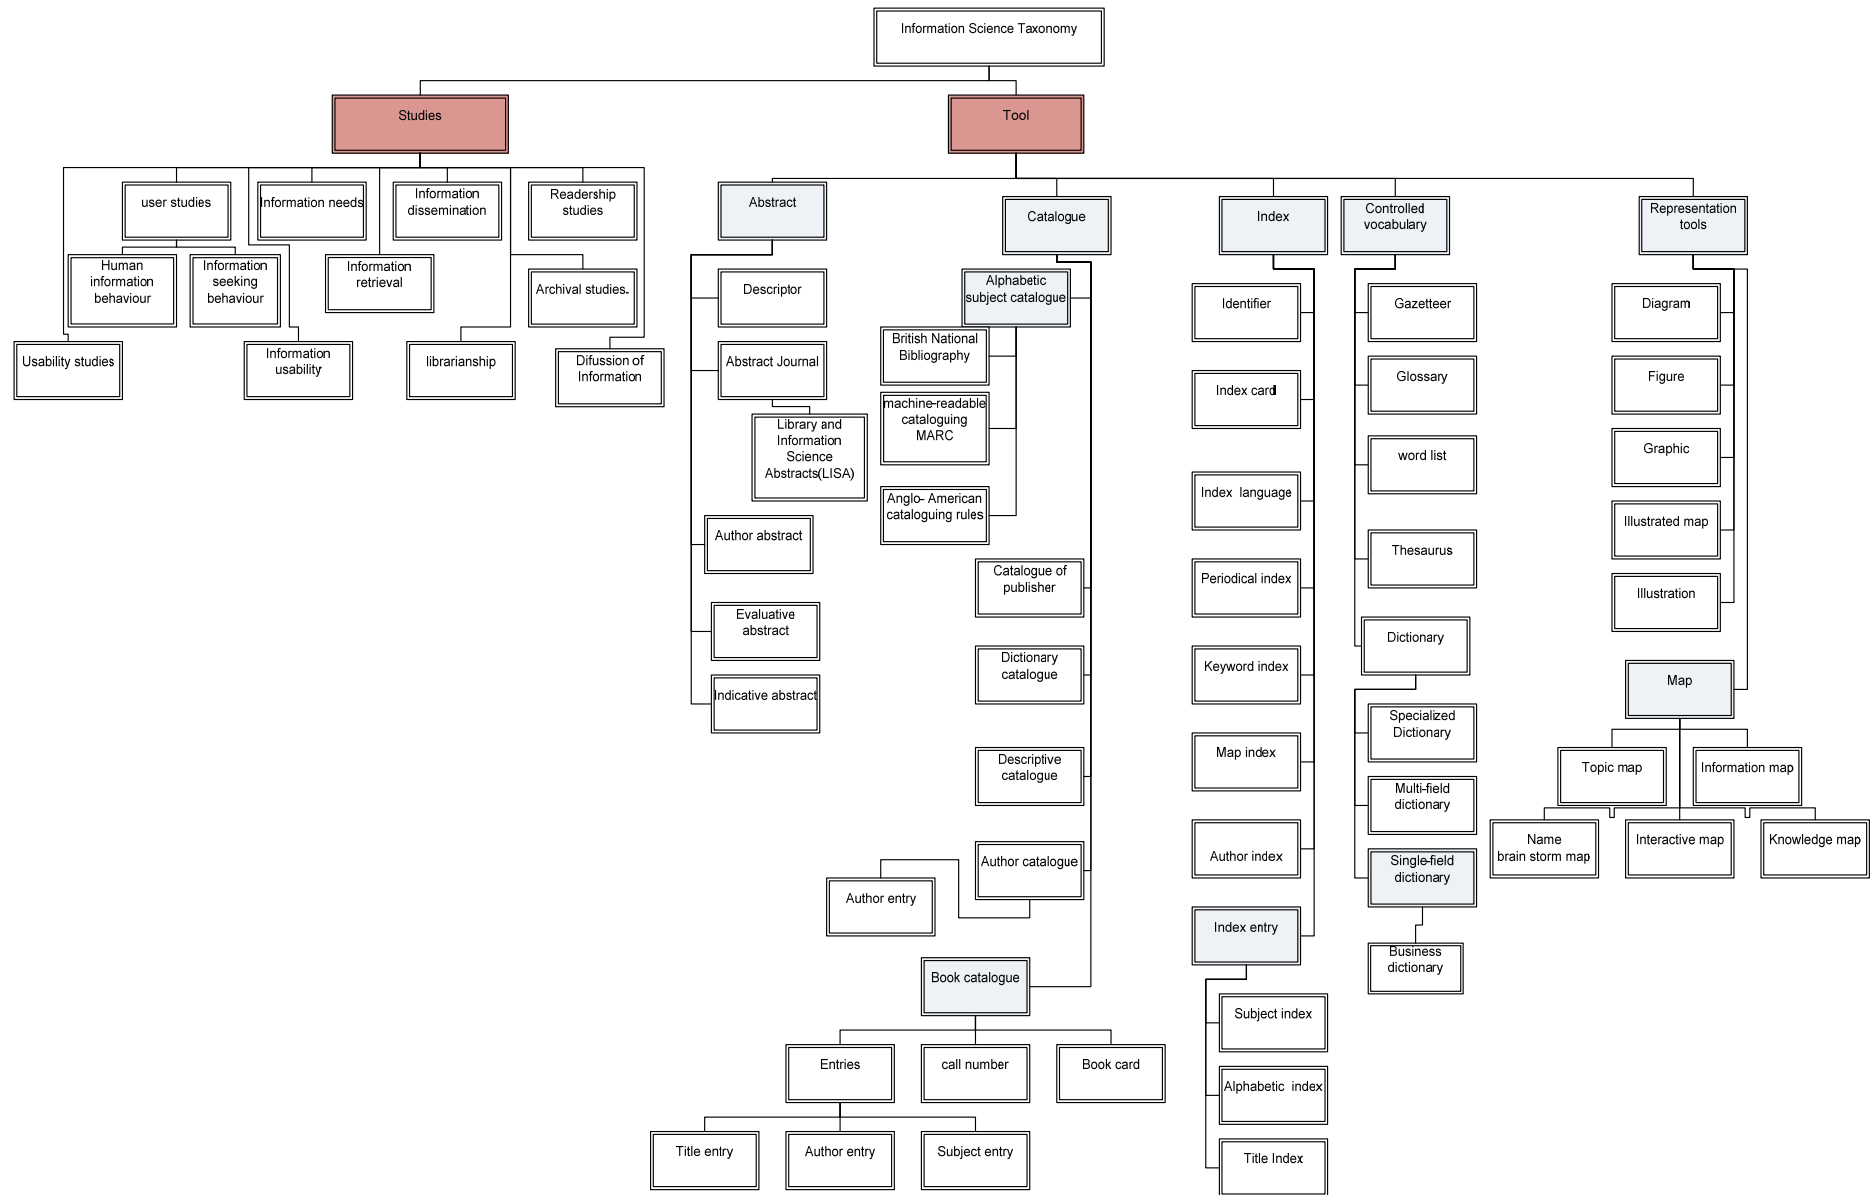 Information Science Taxonomy
Studies
Tool
user studies
Information needs
Information
dissemination
Readership
studies
Human
information
behaviour
Information
seeking
behaviour
Information
retrieval
Archival studies.
Usability studies
Information
usability
librarianship
Difussion of
Information
Abstract
Descriptor
Abstract Journal
Library and
Information
Science
Abstracts(LISA)
Author abstract
Evaluative
abstract
Indicative abstract
Catalogue
Alphabetic
subject catalogue
British National
Bibliography
machine-readable
cataloguing
MARC
Anglo- American
cataloguing rules
Catalogue of
publisher
Dictionary
catalogue
Descriptive
catalogue
Author catalogue
Author entry
Book catalogue
Entries
call number
Book card
Title entry
Author entry
Subject entry
Index
Identifier
Index card
Index language
Periodical index
Keyword index
Map index
Author index
Index entry
Subject index
Alphabetic index
Title Index
Controlled
vocabulary
Gazetteer
Glossary
word list
Thesaurus
Dictionary
Specialized
Dictionary
Multi-field
dictionary
Single-field
dictionary
Business
dictionary
Representation
tools
Diagram
Figure
Graphic
Illustrated map
Illustration
Map
Topic map
Information map
Name
brain storm map
Interactive map
Knowledge map